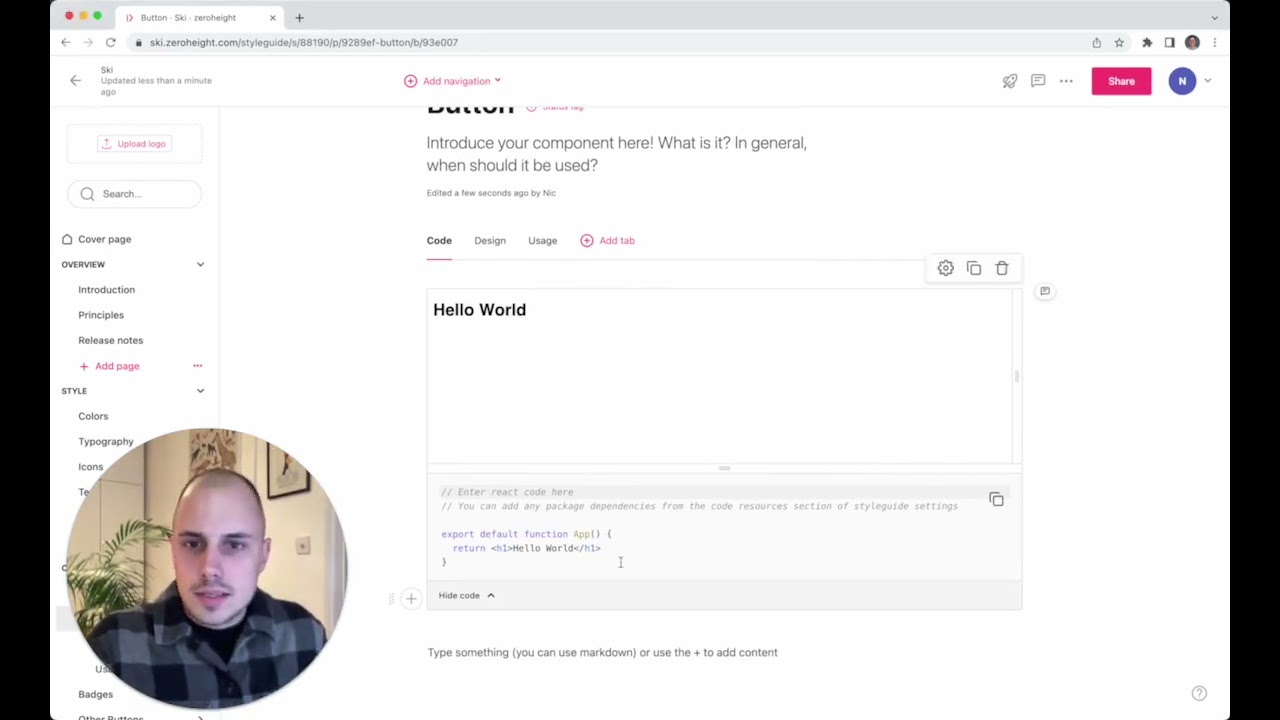 Button · Ski · zeroheight
ski.zeroheight.com/styleguide/s/88190/p/9289ef-button/b/93e007
Ski
Updated less than a minute
ago
Add navigation
Share
N
Upload logo
Search...
Cover page
OVERVIEW
Introduction
Principles
Release notes
Add page
STYLE
Colors
Typography
Icons
Badges
Other Buttons
Button
Status tag
Introduce your component here! What is it? In general,
when should it be used?
Edited a few seconds ago by Nic
Code
Design
Usage
Add tab
Hello World
// Enter react code here
// You can add any package dependencies from the code resources section of styleguide settings
export default function App() {
return <h1>Hello World</h1>
}
Hide code
Type something (you can use markdown) or use the + to add content